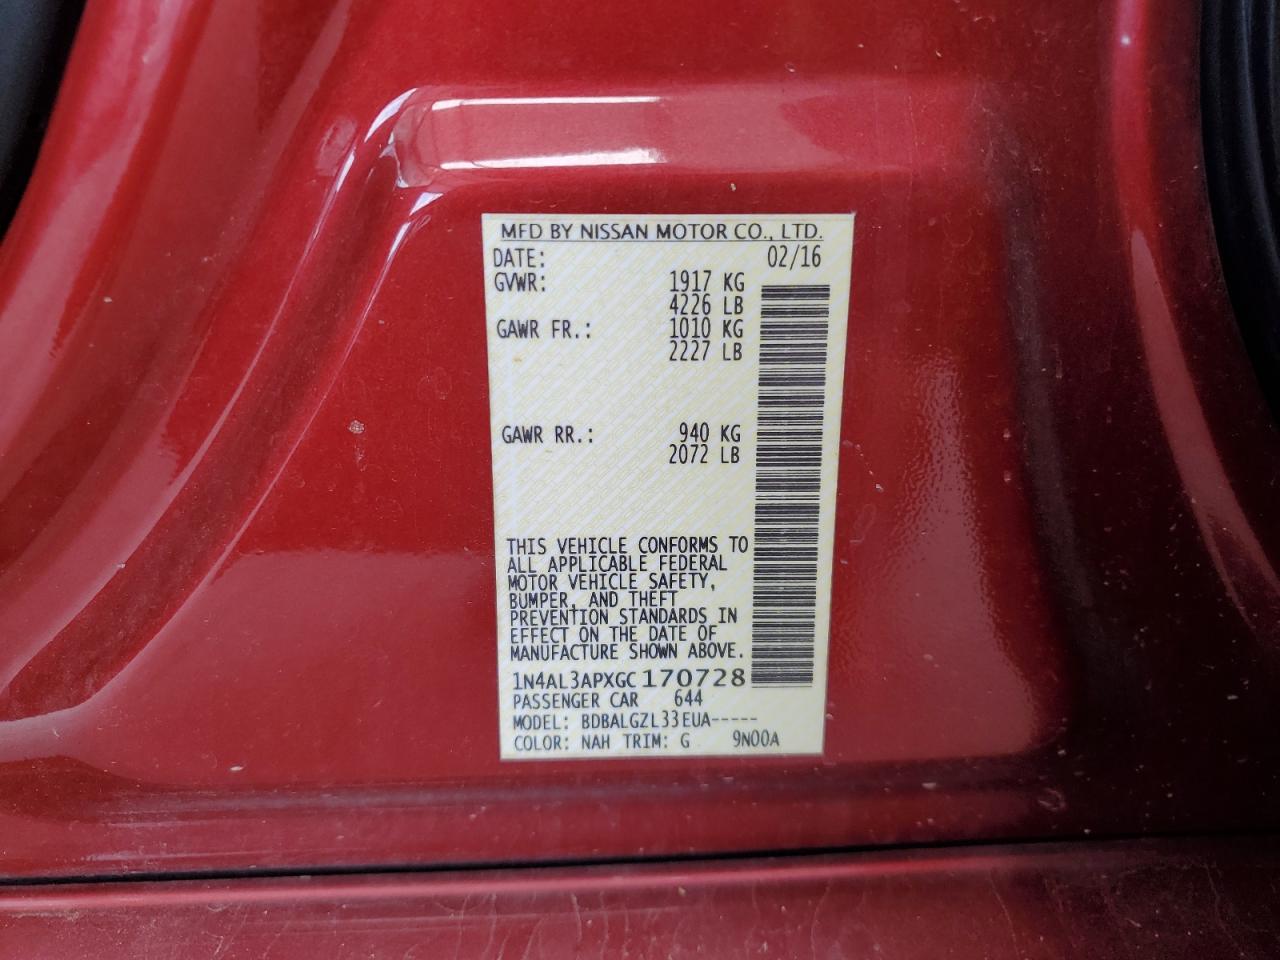 MFD BY NISSAN MOTOR CO., LTD.
DATE: 02/16
GVWR: 1917 KG
4226 LB
GAWR FR.: 1010 KG
2227 LB
GAWR RR.: 940 KG
2072 LB
THIS VEHICLE CONFORMS TO
ALL APPLICABLE FEDERAL
MOTOR VEHICLE SAFETY,
BUMPER, AND THEFT
PREVENTION STANDARDS IN
EFFECT ON THE DATE OF
MANUFACTURE SHOWN ABOVE.
1N4AL3APXGC170728
PASSENGER CAR 644
MODEL: BDBALGZL33EUA-----
COLOR: NAH TRIM: G 9N00A